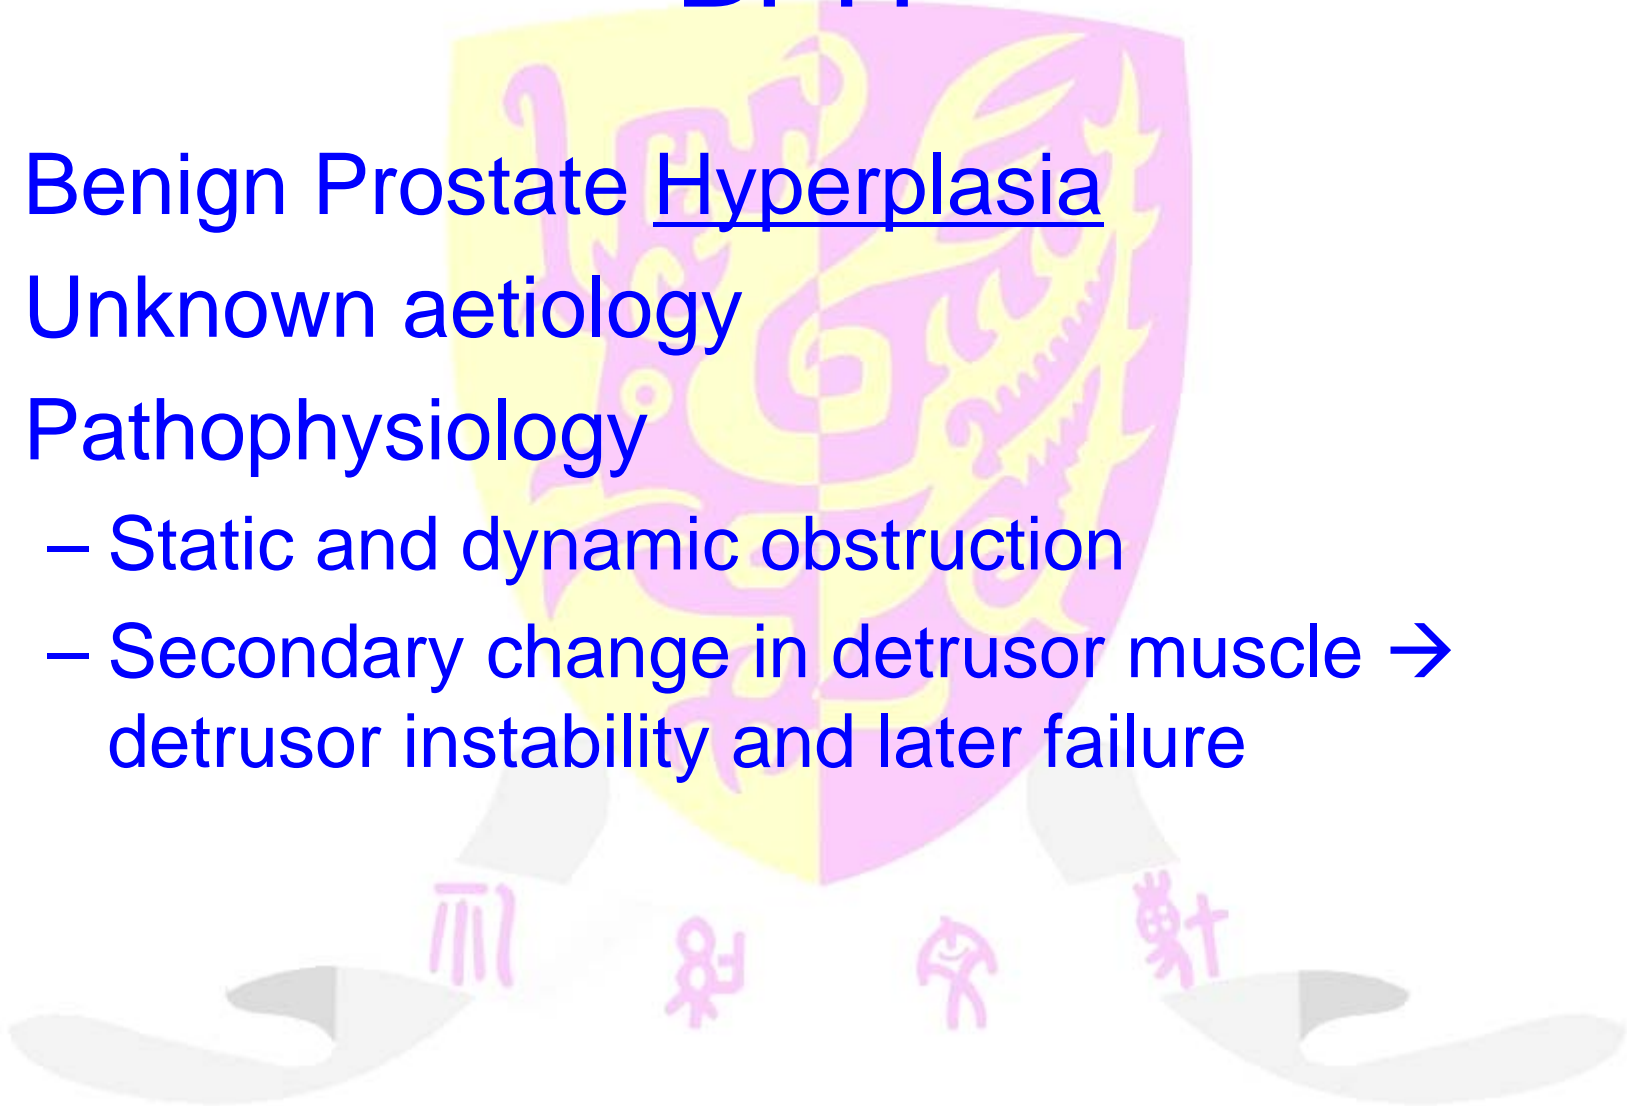 Benign Prostate Hyperplasia
Unknown aetiology
Pathophysiology
– Static and dynamic obstruction
– Secondary change in detrusor muscle →
detrusor instability and later failure